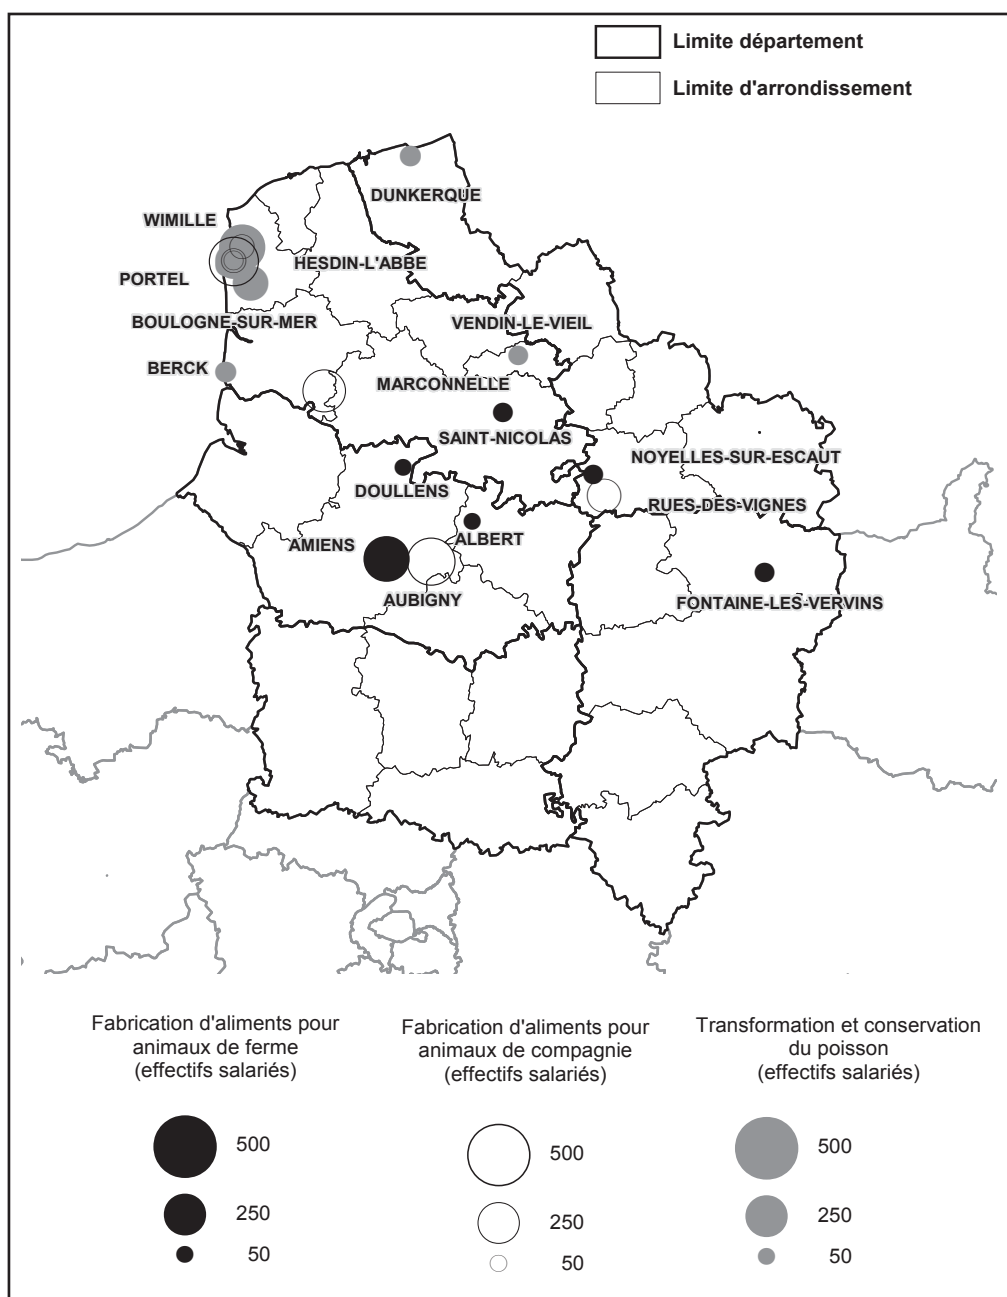 Limite département
Limite d'arrondissement
DUNKERQUE
WIMILLE
HESDIN-L'ABBE
PORTEL
BOULOGNE-SUR-MER
VENDIN-LE-VIEIL
BERCK
MARCONNELLE
SAINT-NICOLAS
NOYELLES-SUR-ESCAUT
DOULLENS
RUES-DES-VIGNES
AMIENS
ALBERT
AUBIGNY
FONTAINE-LES-VERVINS
Fabrication d'aliments pour
animaux de ferme
(effectifs salariés)
500
250
50
Fabrication d'aliments pour
animaux de compagnie
(effectifs salariés)
500
250
50
Transformation et conservation
du poisson
(effectifs salariés)
500
250
50